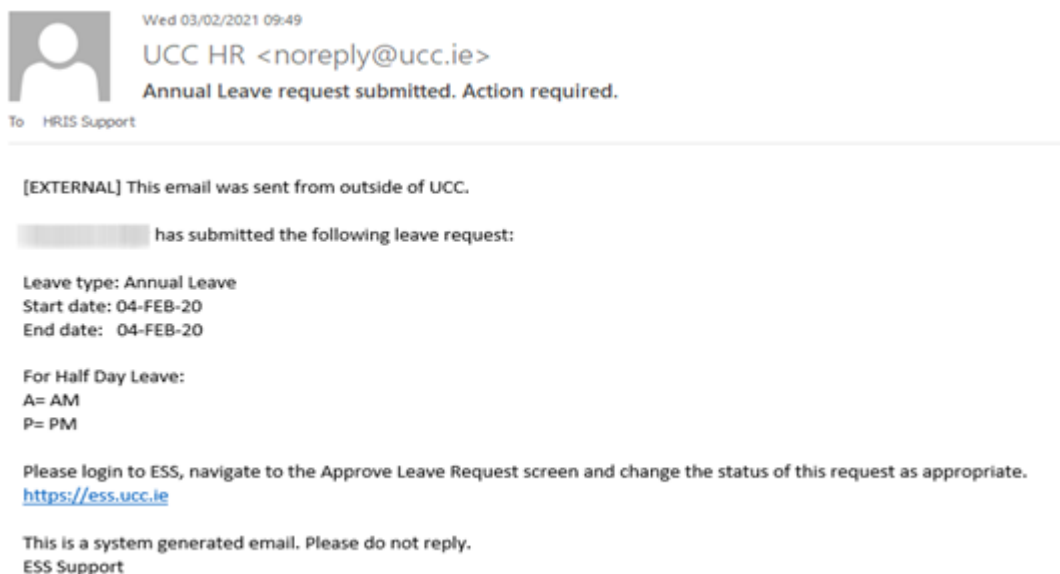 Wed 03/02/2021 09:49
UCC HR <noreply@ucc.ie>
Annual Leave request submitted. Action required.
To HRIS Support
[EXTERNAL] This email was sent from outside of UCC.
has submitted the following leave request:
Leave type: Annual Leave
Start date: 04-FEB-20
End date: 04-FEB-20
For Half Day Leave:
A= AM
P= PM
Please login to ESS, navigate to the Approve Leave Request screen and change the status of this request as appropriate.
https://ess.ucc.ie
This is a system generated email. Please do not reply.
ESS Support